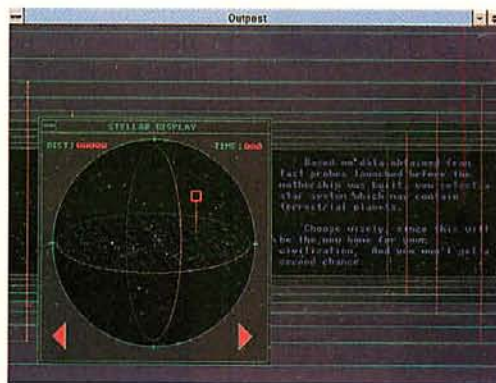 Outpost
STELLAR DISPLAY
DIST:00000 TIME:000
Based on data obtained from
fast probes launched before the
mothership was built, you select a
star system which may contain
terrestrial planets.
Choose wisely, since this will
be the new home for your
civilization. And you won't get a
second chance.